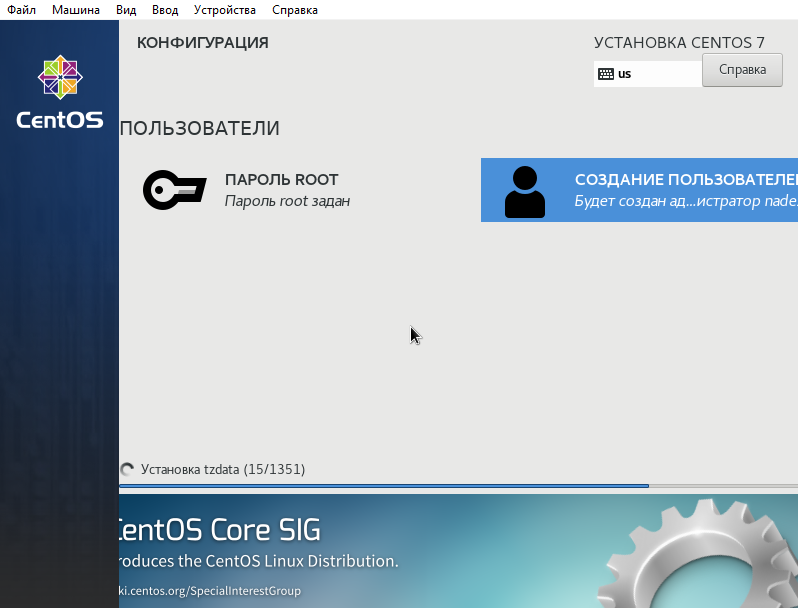 Файл Машина Вид Ввод Устройства Справка
КОНФИГУРАЦИЯ
УСТАНОВКА CENTOS 7
us
Справка
CentOS
ПОЛЬЗОВАТЕЛИ
ПАРОЛЬ ROOT
Пароль root задан
СОЗДАНИЕ ПОЛЬЗОВАТЕЛЕ
Будет создан ад...истратор nade
Установка tzdata (15/1351)
CentOS Core SIG
roduces the CentOS Linux Distribution.
ki.centos.org/SpecialInterestGroup